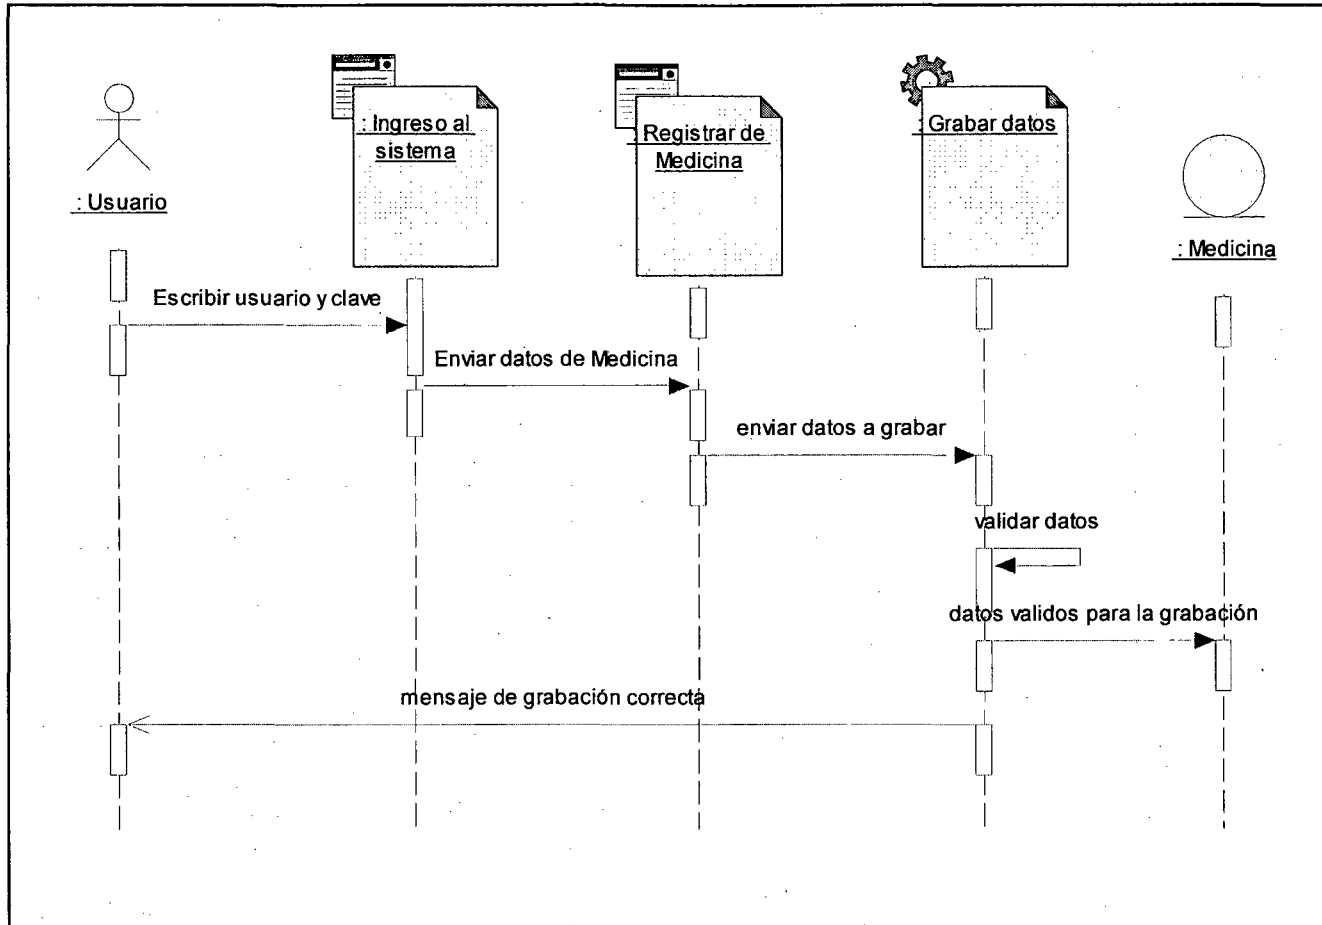 : Usuario
: Ingreso al
sistema
: Registrar de
Medicina
: Grabar datos
: Medicina
Escribir usuario y clave
Enviar datos de Medicina
enviar datos a grabar
validar datos
datos validos para la grabación
mensaje de grabación correcta